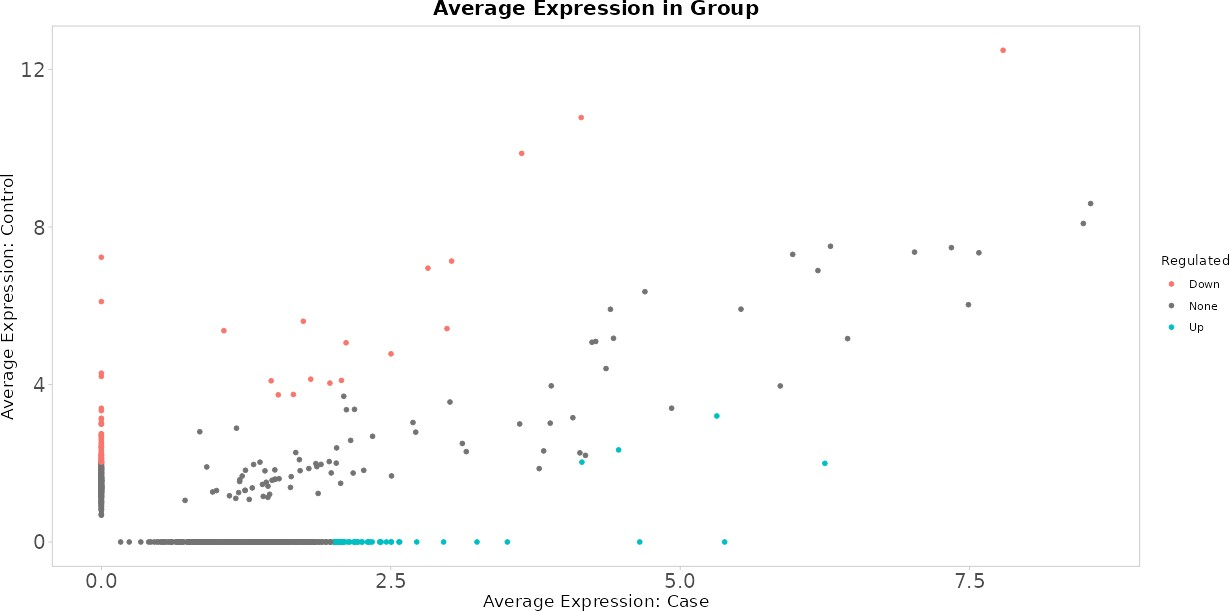 Average Expression in Group
Average Expression: Control
12
8
4
0
0.0
2.5
5.0
7.5
Average Expression: Case
Regulated
Down
None
Up